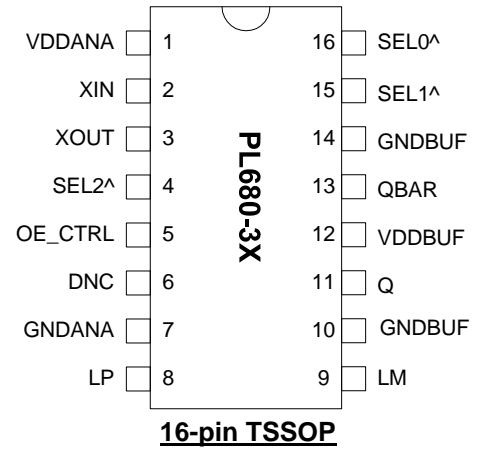 VDDANA 1 16 SEL0^
XIN 2 15 SEL1^
XOUT 3 14 GNDBUF
SEL2^ 4 13 QBAR
OE_CTRL 5 12 VDDBUF
DNC 6 11 Q
GNDANA 7 10 GNDBUF
LP 8 9 LM
PL680-3X
16-pin TSSOP